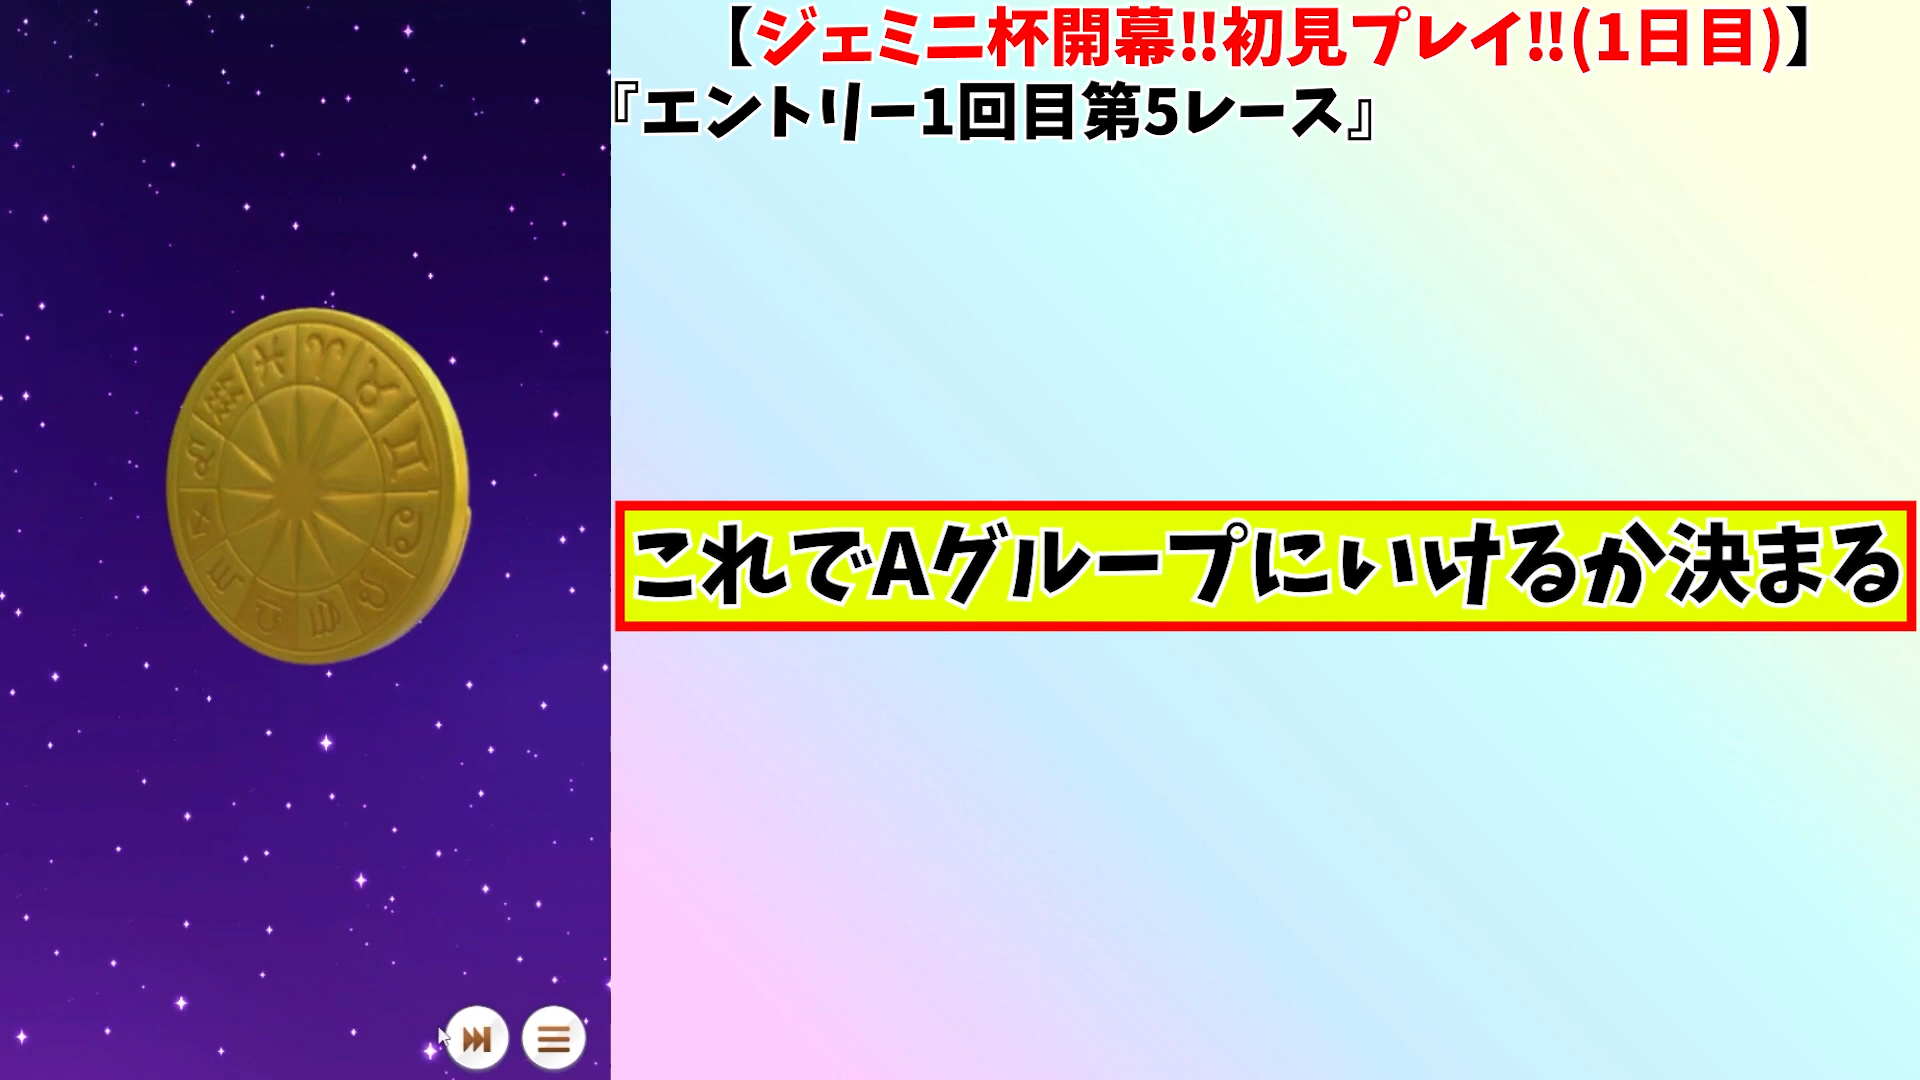 【ジェミニ杯開幕!!初見プレイ!!(1日目)】
『エントリー1回目第5レース』
これでAグループにいけるか決まる